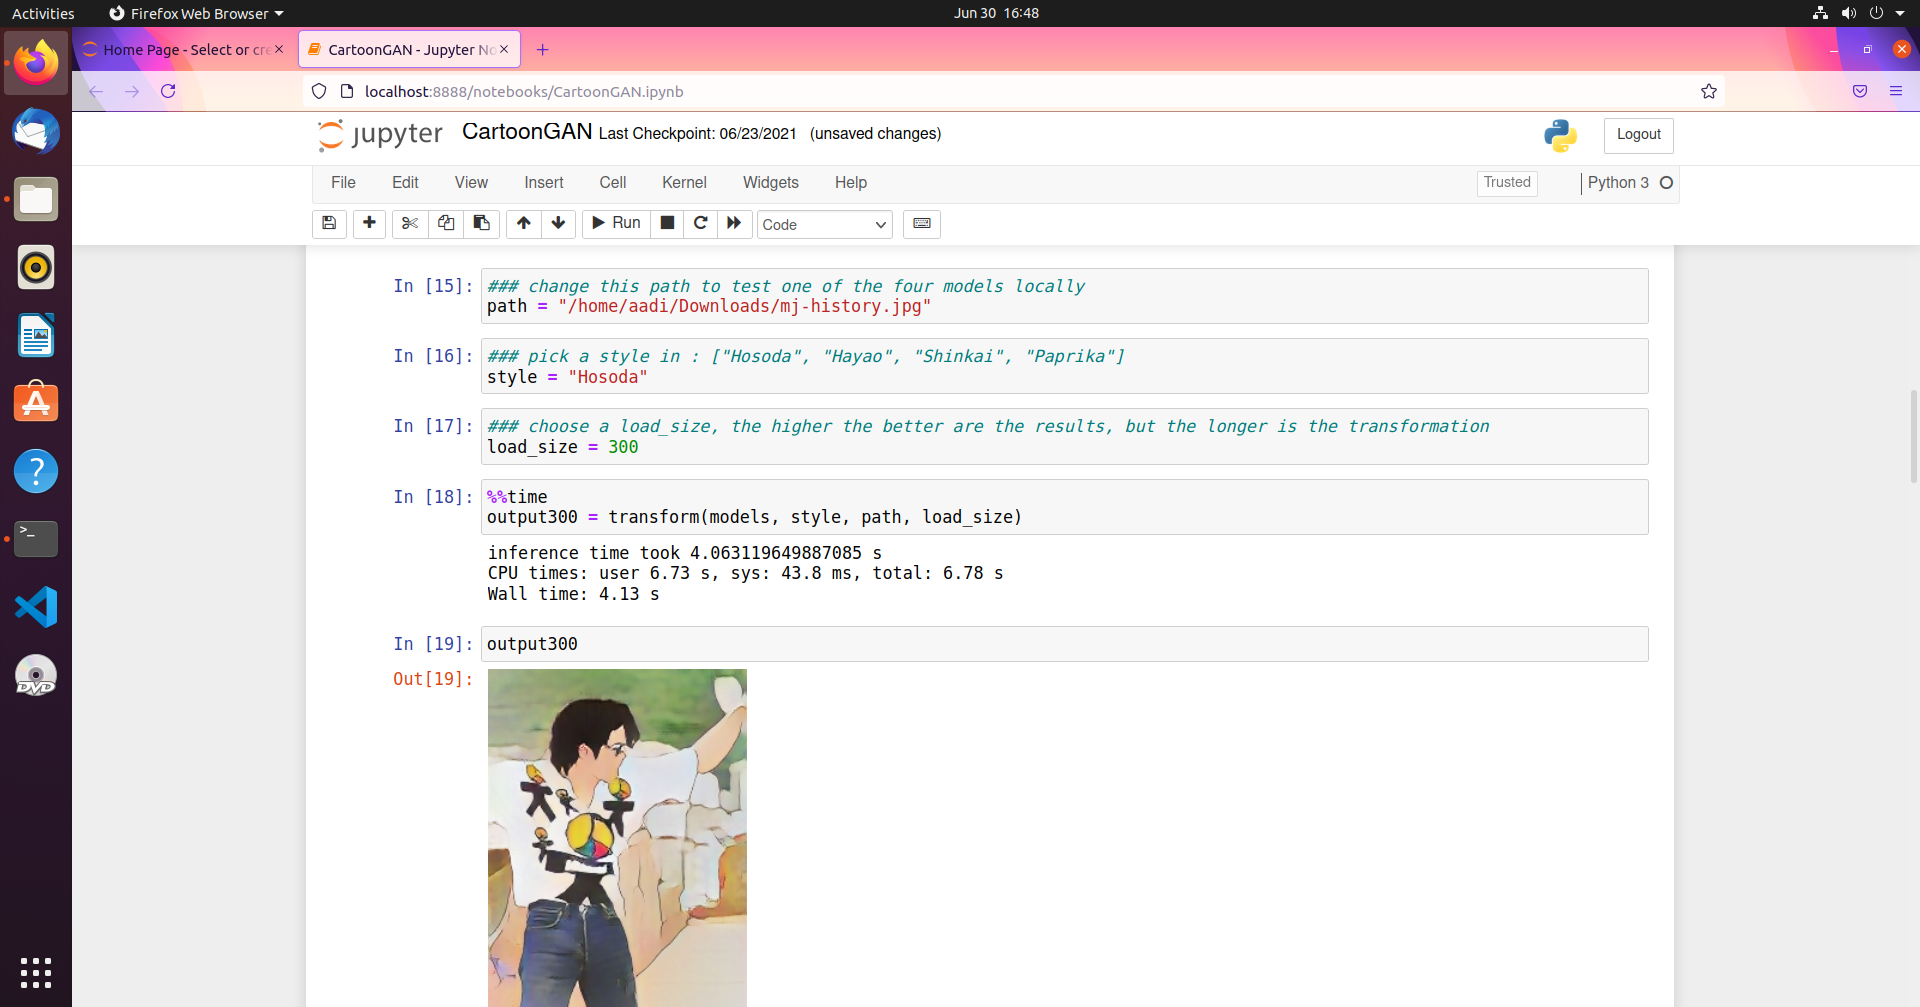 Activities
Firefox Web Browser
Jun 30 16:48
Home Page - Select or cre
CartoonGAN - Jupyter No
localhost:8888/notebooks/CartoonGAN.ipynb
jupyter CartoonGAN Last Checkpoint: 06/23/2021 (unsaved changes)
Logout
File Edit View Insert Cell Kernel Widgets Help
Trusted
Python 3
Run
Code
In [15]: ### change this path to test one of the four models locally
path = "/home/aadi/Downloads/mj-history.jpg"
In [16]: ### pick a style in : ["Hosoda", "Hayao", "Shinkai", "Paprika"]
style = "Hosoda"
In [17]: ### choose a load_size, the higher the better are the results, but the longer is the transformation
load_size = 300
In [18]: %%time
output300 = transform(models, style, path, load_size)
inference time took 4.063119649887085 s
CPU times: user 6.73 s, sys: 43.8 ms, total: 6.78 s
Wall time: 4.13 s
In [19]: output300
Out[19]:
>_
?
DVD